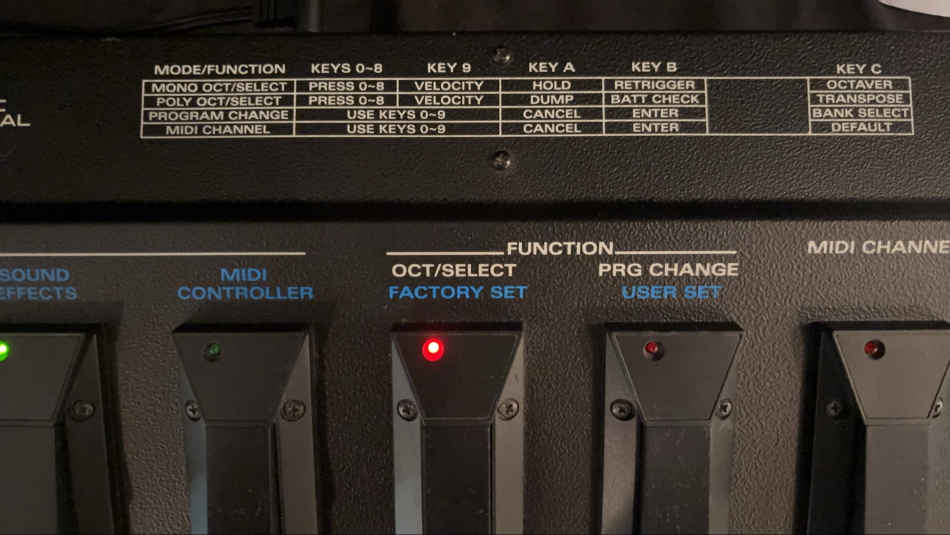 MODE/FUNCTION KEYS 0~8 KEY 9 KEY A KEY B KEY C
MONO OCT/SELECT PRESS 0~8 VELOCITY HOLD RETRIGGER OCTAVER
POLY OCT/SELECT PRESS 0~8 VELOCITY DUMP BATT CHECK TRANSPOSE
PROGRAM CHANGE USE KEYS 0~9 CANCEL ENTER BANK SELECT
MIDI CHANNEL USE KEYS 0~9 CANCEL ENTER DEFAULT
AL
FUNCTION
MIDI CHANNE
SOUND MIDI OCT/SELECT PRG CHANGE
EFFECTS CONTROLLER FACTORY SET USER SET